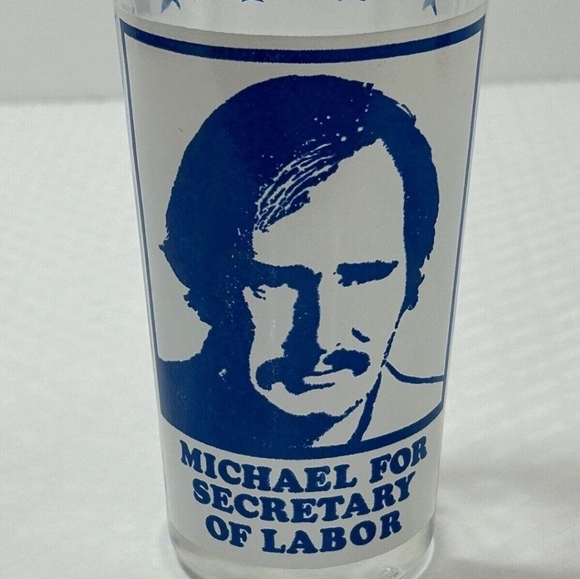 MICHAEL FOR
SECRETARY
OF LABOR